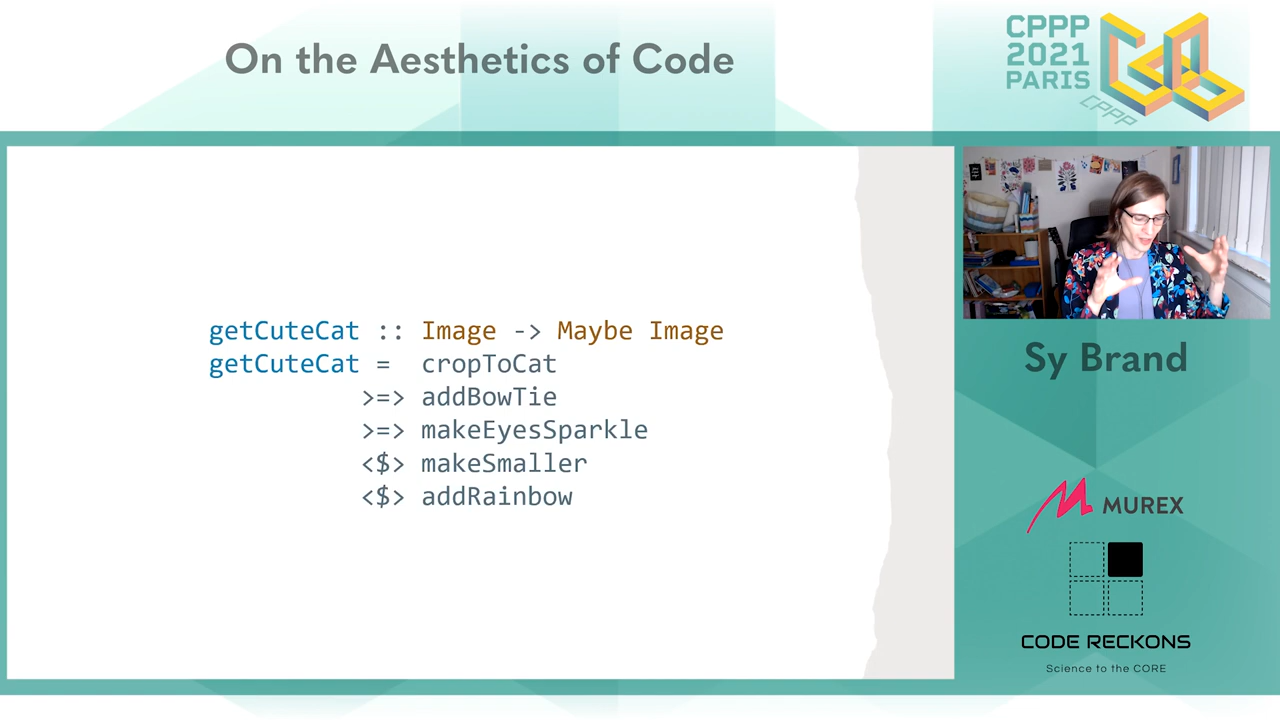 On the Aesthetics of Code
CPPP
2021
PARIS
CPPP
getCuteCat :: Image -> Maybe Image
getCuteCat = cropToCat
>=> addBowTie
>=> makeEyesSparkle
<$> makeSmaller
<$> addRainbow
Sy Brand
MUREX
CODE RECKONS
Science to the CORE